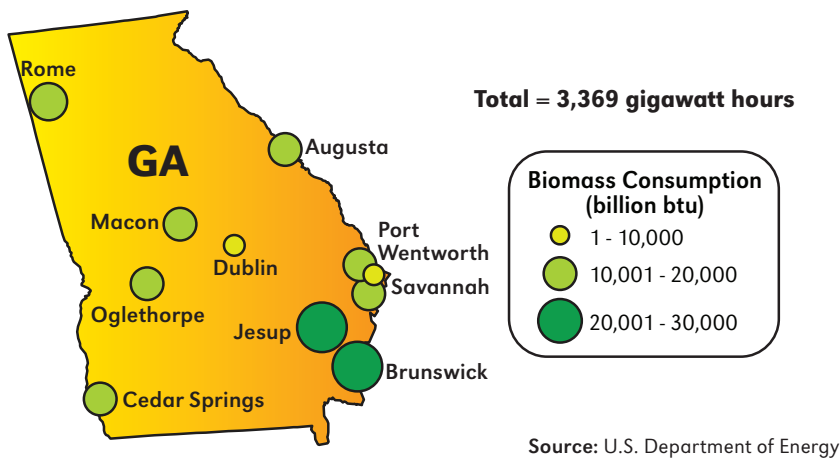 Rome
Total = 3,369 gigawatt hours
GA
Augusta
Biomass Consumption
(billion btu)
1 - 10,000
10,001 - 20,000
20,001 - 30,000
Macon
Port
Wentworth
Dublin
Savannah
Oglethorpe
Jesup
Brunswick
Cedar Springs
Source: U.S. Department of Energy